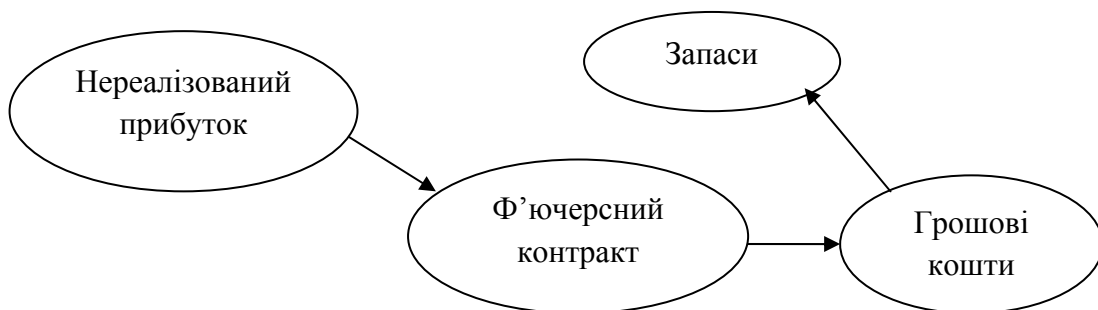 Нереалізований
прибуток
Запаси
Ф’ючерсний
контракт
Грошові
кошти